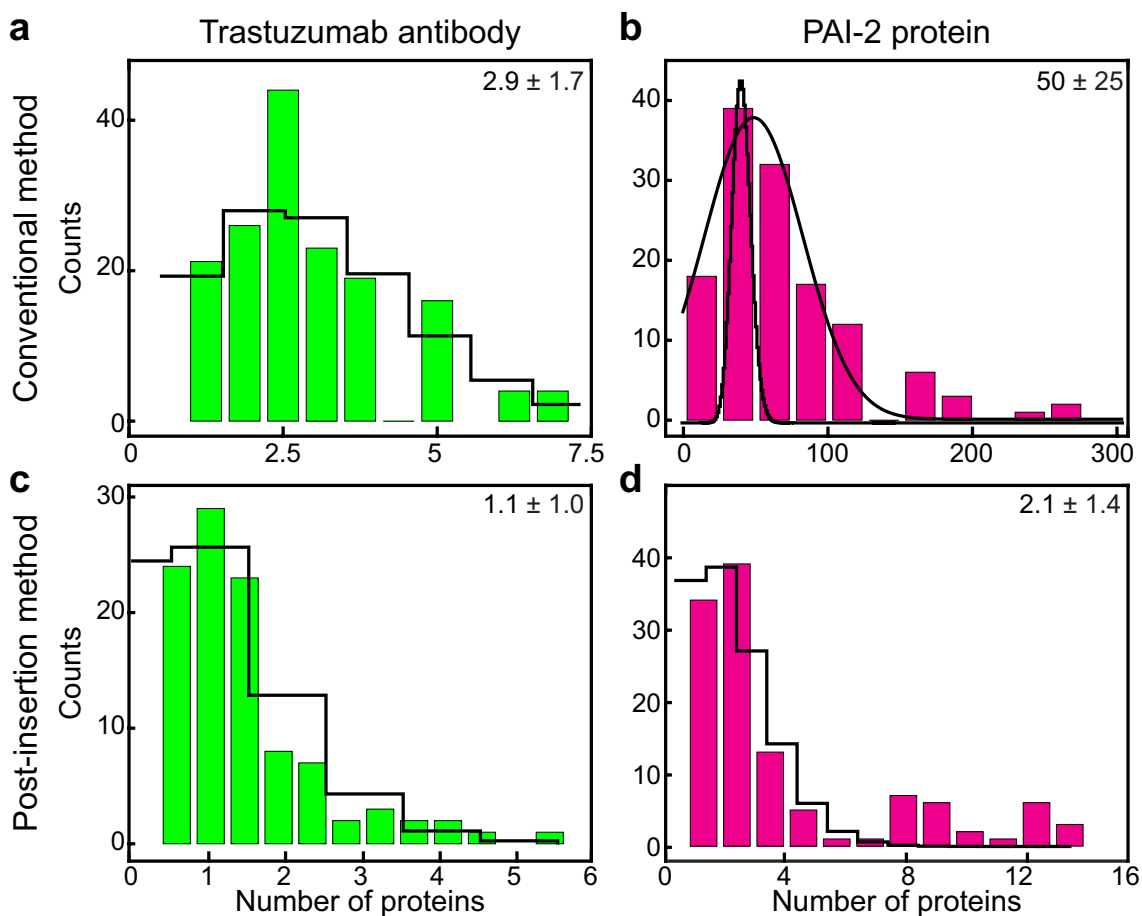 a
Trastuzumab antibody
b
PAI-2 protein
Conventional method
Counts
40
20
0
2.9 ± 1.7
0
2.5
5
7.5
40
30
20
10
0
50 ± 25
0
100
200
300
c
d
Post-insertion method
Counts
30
20
10
0
1.1 ± 1.0
0
1
2
3
4
5
6
Number of proteins
40
30
20
10
0
2.1 ± 1.4
0
4
8
12
16
Number of proteins